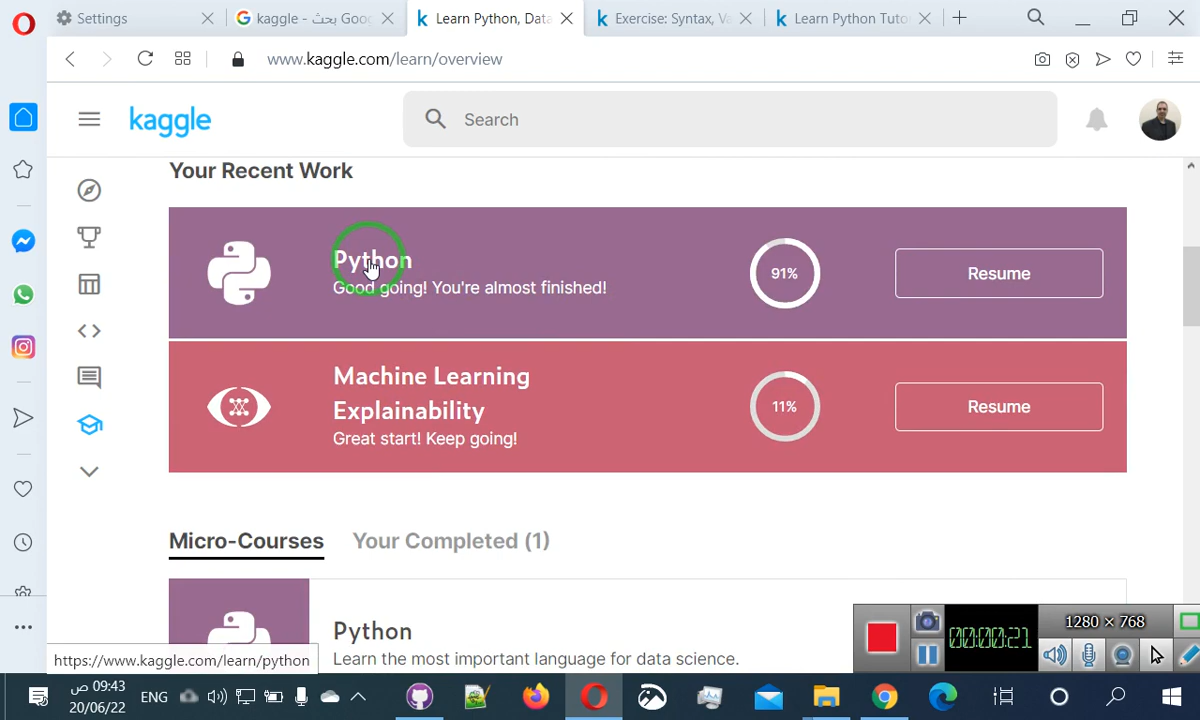 Settings
kaggle - بحث Goo
Learn Python, Data
Exercise: Syntax, Va
Learn Python Tuto
www.kaggle.com/learn/overview
kaggle
Search
Your Recent Work
Python
Good going! You're almost finished!
91%
Resume
Machine Learning
Explainability
Great start! Keep going!
11%
Resume
Micro-Courses
Your Completed (1)
Python
Learn the most important language for data science.
https://www.kaggle.com/learn/python
1280 × 768
00:00:21
09:43 ص
20/06/22
ENG